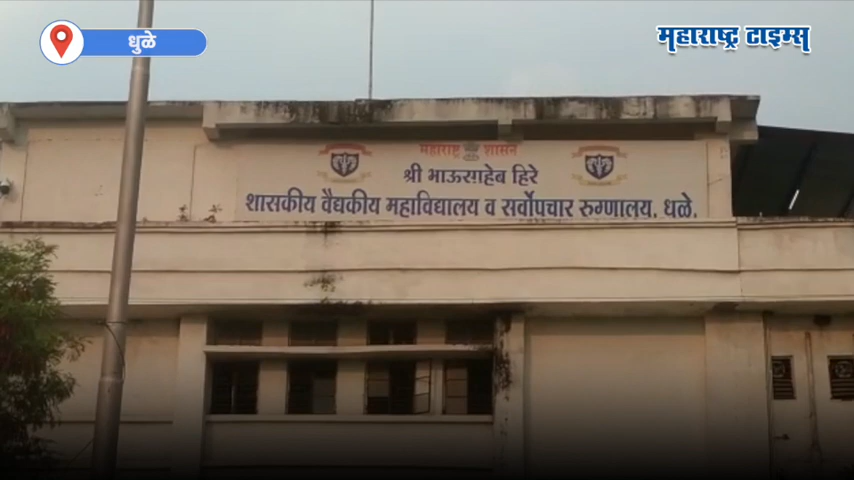 धुळे
महाराष्ट्र टाइम्स
महाराष्ट्र शासन
श्री भाऊसाहेब हिरे
शासकीय वैद्यकीय महाविद्यालय व सर्वोपचार रुग्णालय, धुळे.